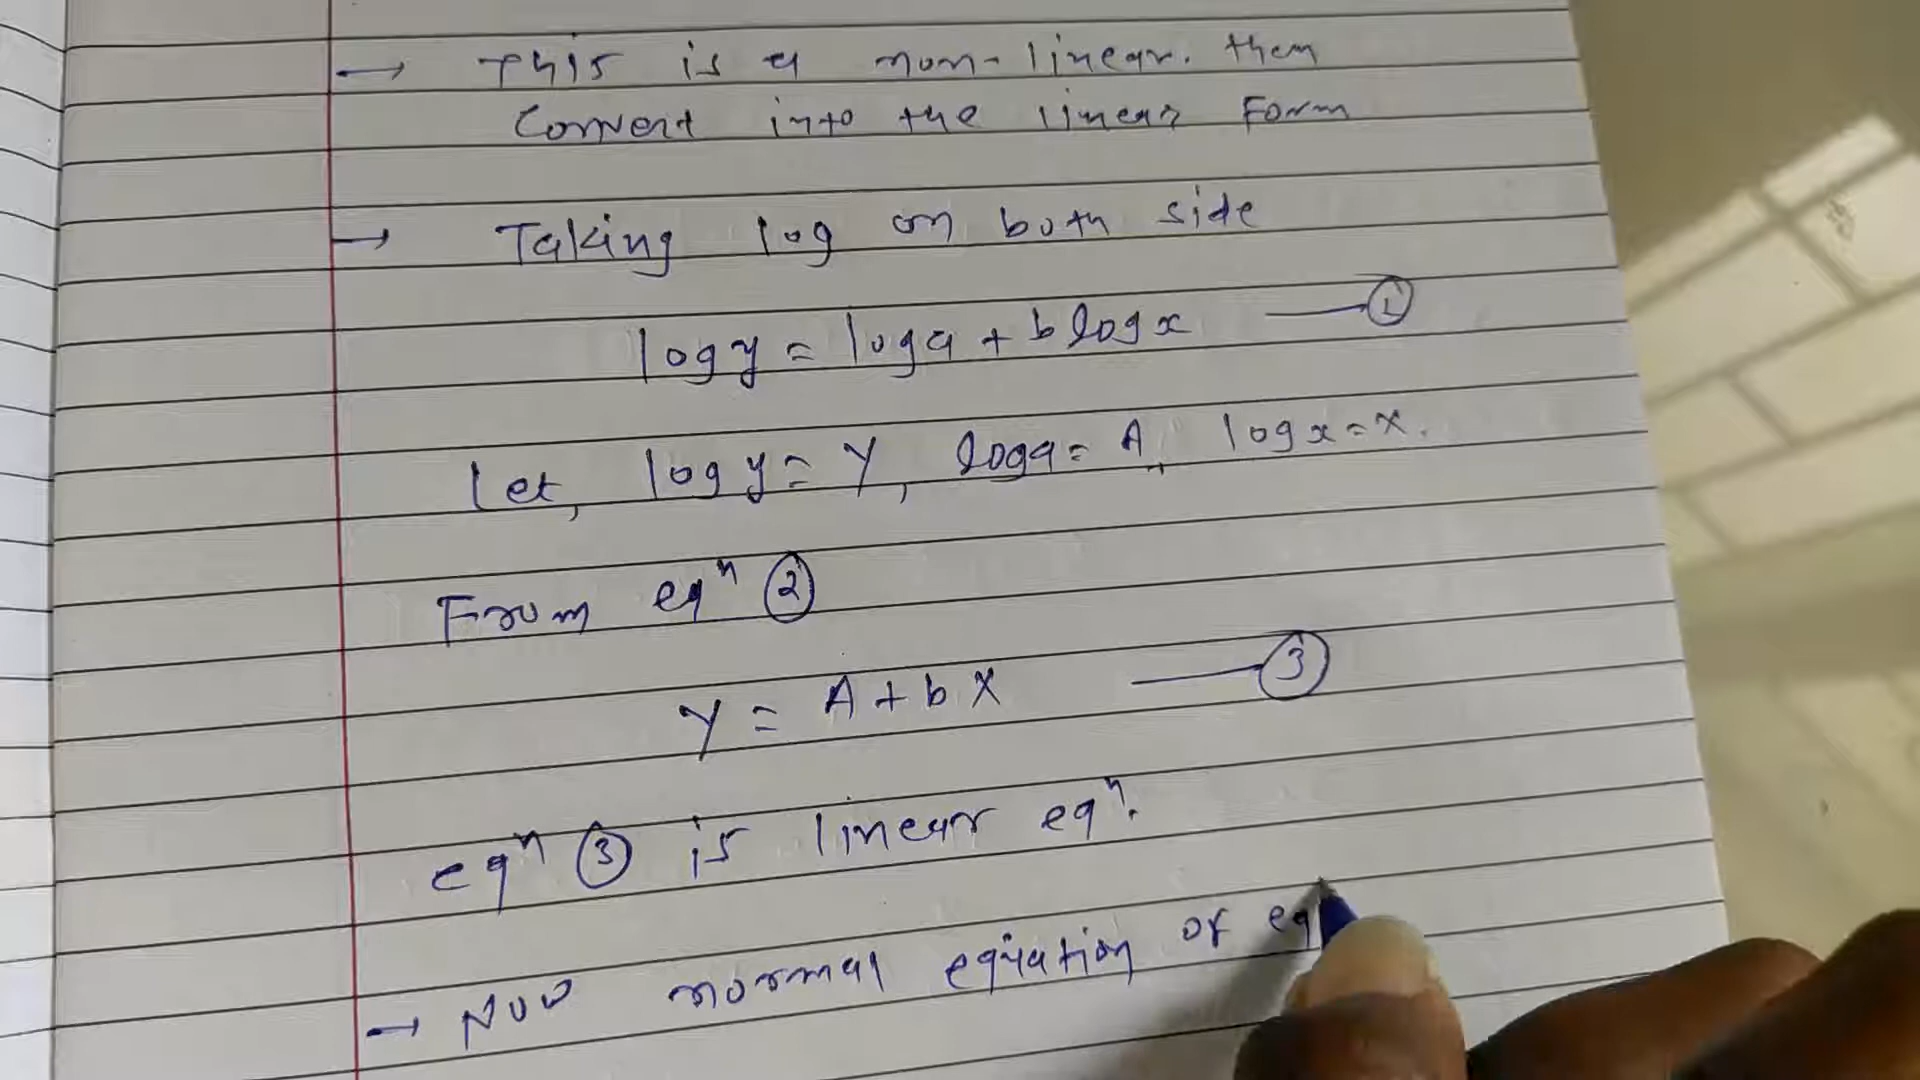 → This is a non-linear. then
Convert into the linear Form
→ Taking log on both side
log y = log a + b log x —①
Let, log y = Y, log a = A, log x = X.
From eqⁿ ②
Y = A + b X —③
eqⁿ ③ is linear eqⁿ.
→ Now normal equation of eq